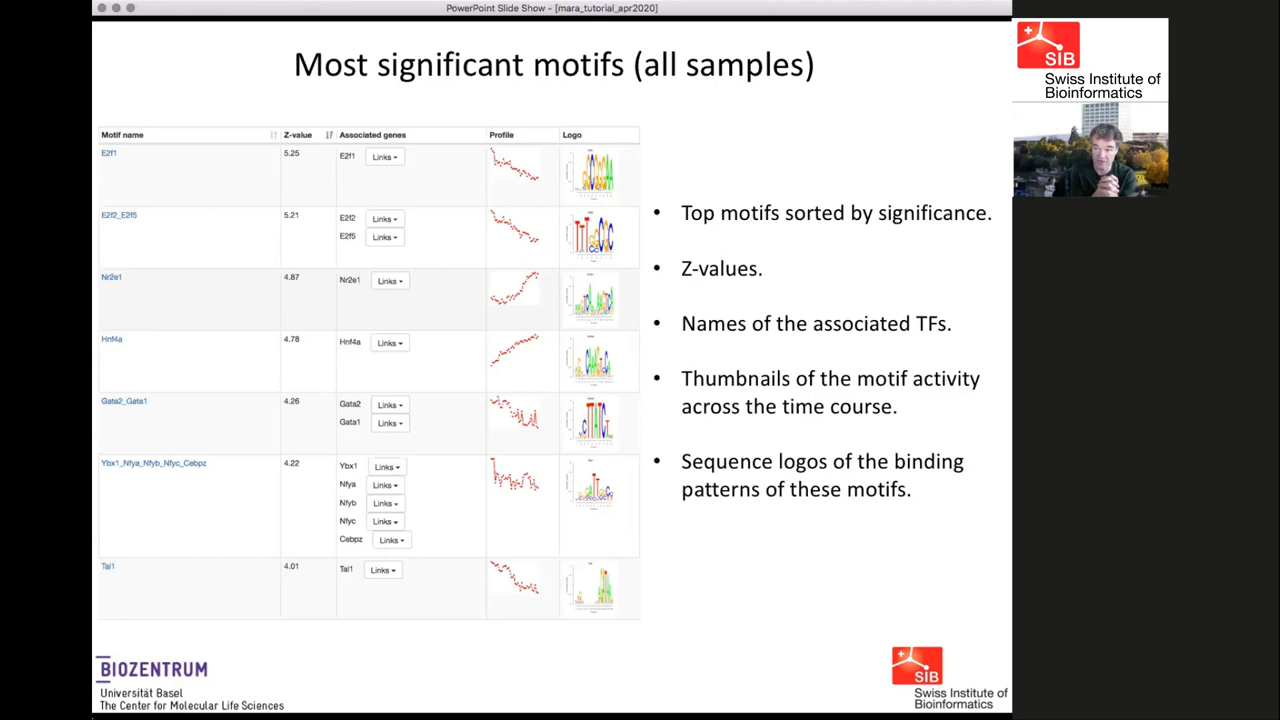 PowerPoint Slide Show - [mara_tutorial_apr2020]
Most significant motifs (all samples)
SIB
Swiss Institute of
Bioinformatics
Motif name Z-value Associated genes Profile Logo
E2f1 5.25 E2f1 Links
E2f2_E2f5 5.21 E2f2 Links
E2f5 Links
Nr2e1 4.87 Nr2e1 Links
Hnf4a 4.78 Hnf4a Links
Gata2_Gata1 4.26 Gata2 Links
Gata1 Links
Ybx1_Nfya_Nfyb_Nfyc_Cebpz 4.22 Ybx1 Links
Nfya Links
Nfyb Links
Nfyc Links
Cebpz Links
Tal1 4.01 Tal1 Links
• Top motifs sorted by significance.
• Z-values.
• Names of the associated TFs.
• Thumbnails of the motif activity
across the time course.
• Sequence logos of the binding
patterns of these motifs.
BIOZENTRUM
Universität Basel
The Center for Molecular Life Sciences
SIB
Swiss Institute of
Bioinformatics